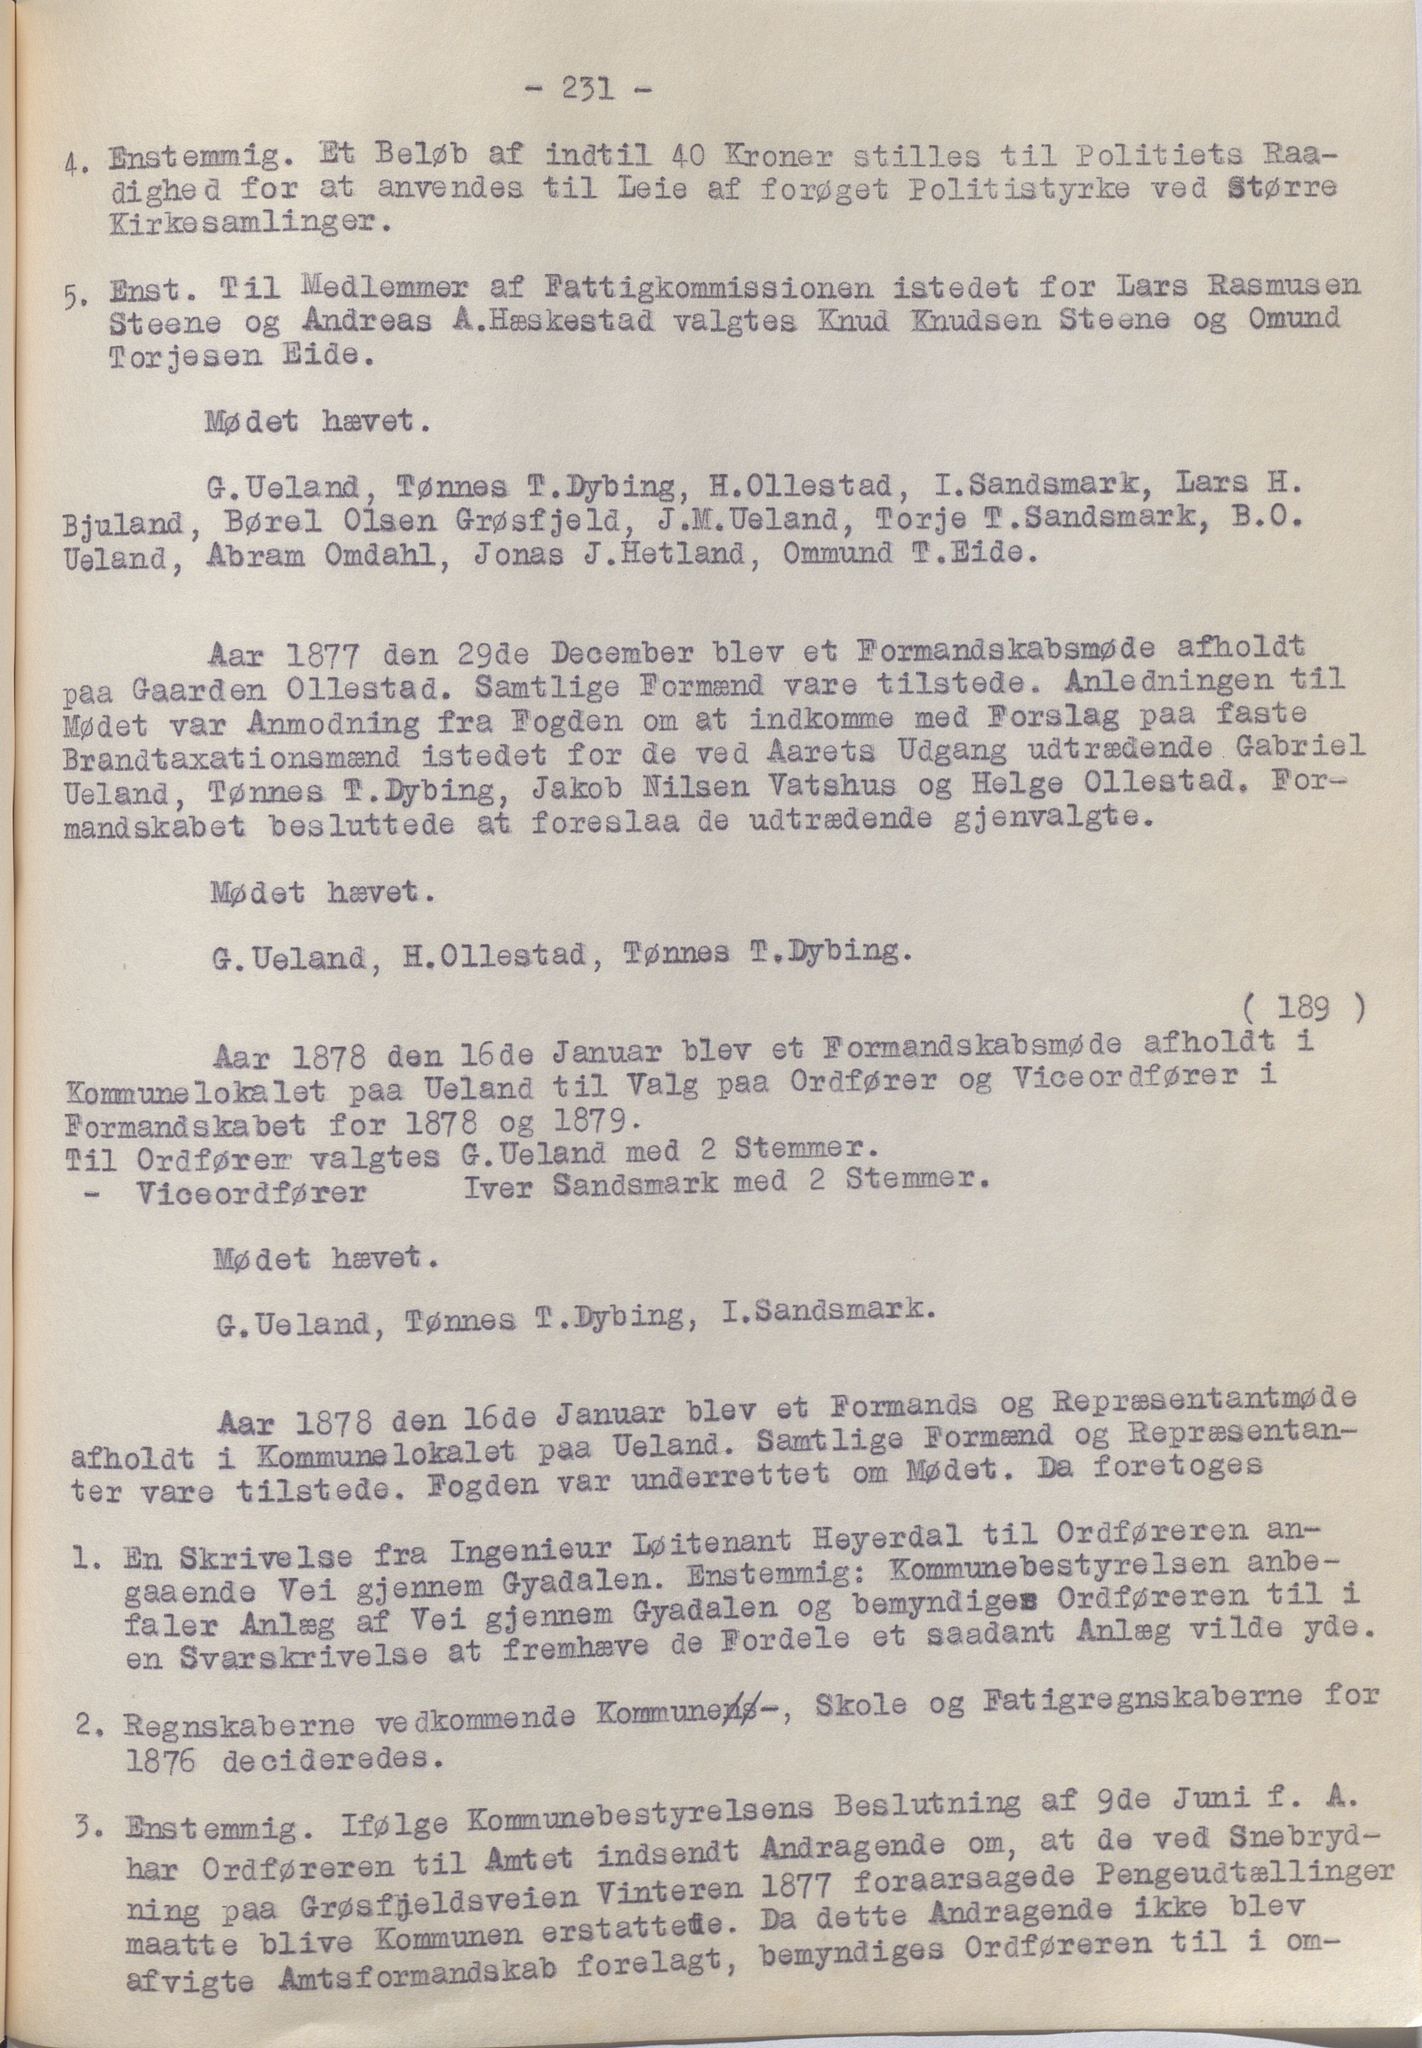 - 231 -
4. Enstemmig. Et Beløb af indtil 40 Kroner stilles til Politiets Raa-
dighed for at anvendes til Leie af forøget Politistyrke ved Større
Kirkesamlinger.
5. Enst. Til Medlemmer af Fattigkommissionen istedet for Lars Rasmusen
Steene og Andreas A.Hæskestad valgtes Knud Knudsen Steene og Omund
Torjesen Eide.
Mødet hævet.
G.Ueland, Tønnes T.Dybing, H.Ollestad, I.Sandsmark, Lars H.
Bjuland, Børel Olsen Grøsfjeld, J.M.Ueland, Torje T.Sandsmark, B.O.
Ueland, Abram Omdahl, Jonas J.Hetland, Ommund T.Eide.
Aar 1877 den 29de December blev et Formandskabsmøde afholdt
paa Gaarden Ollestad. Samtlige Formænd vare tilstede. Anledningen til
Mødet var Anmodning fra Fogden om at indkomme med Forslag paa faste
Brandtaxationsmænd istedet for de ved Aarets Udgang udtrædende Gabriel
Ueland, Tønnes T.Dybing, Jakob Nilsen Vatshus og Helge Ollestad. For-
mandskabet besluttede at foreslaa de udtrædende gjenvalgte.
Mødet hævet.
G.Ueland, H.Ollestad, Tønnes T.Dybing.
( 189 )
Aar 1878 den 16de Januar blev et Formandskabsmøde afholdt i
Kommunelokalet paa Ueland til Valg paa Ordfører og Viceordfører i
Formandskabet for 1878 og 1879.
Til Ordfører valgtes G.Ueland med 2 Stemmer.
- Viceordfører Iver Sandsmark med 2 Stemmer.
Mødet hævet.
G.Ueland, Tønnes T.Dybing, I.Sandsmark.
Aar 1878 den 16de Januar blev et Formands og Repræsentantmøde
afholdt i Kommunelokalet paa Ueland. Samtlige Formænd og Repræsentan-
ter vare tilstede. Fogden var underrettet om Mødet. Da foretoges
1. En Skrivelse fra Ingenieur Løitenant Heyerdal til Ordføreren an-
gaaende Vei gjennem Gyadalen. Enstemmig: Kommunebestyrelsen anbe-
faler Anlæg af Vei gjennem Gyadalen og bemyndiges Ordføreren til i
en Svarskrivelse at fremhæve de Fordele et saadant Anlæg vilde yde.
2. Regnskaberne vedkommende Kommunens-, Skole og Fatigregnskaberne for
1876 decideredes.
3. Enstemmig. Ifølge Kommunebestyrelsens Beslutning af 9de Juni f. A.
har Ordføreren til Amtet indsendt Andragende om, at de ved Snebryd-
ning paa Grøsfjeldsveien Vinteren 1877 foraarsagede Pengeudtællinger
maatte blive Kommunen erstattede. Da dette Andragende ikke blev
afvigte Amtsformandskab forelagt, bemyndiges Ordføreren til i om-